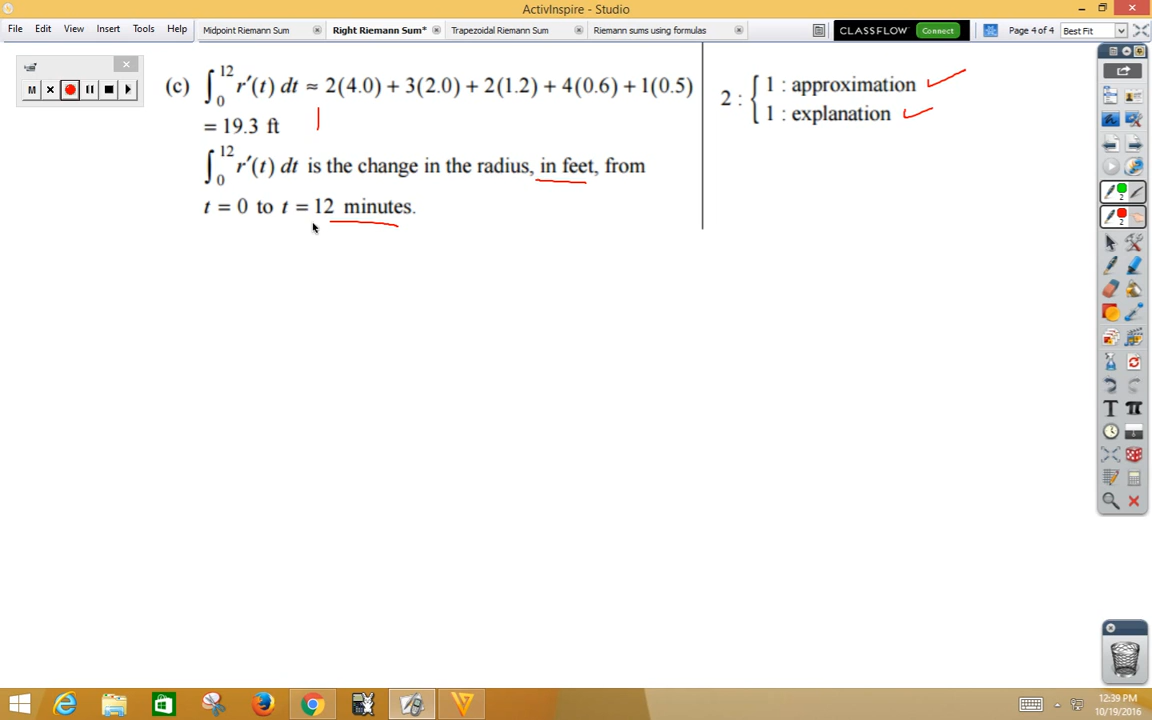 ActivInspire - Studio
File Edit View Insert Tools Help Midpoint Riemann Sum Right Riemann Sum* Trapezoidal Riemann Sum Riemann sums using formulas CLASSFLOW Connect Page 4 of 4 Best Fit
M
(c) ∫₀¹² r′(t) dt ≈ 2(4.0) + 3(2.0) + 2(1.2) + 4(0.6) + 1(0.5)
= 19.3 ft
∫₀¹² r′(t) dt is the change in the radius, in feet, from
t = 0 to t = 12 minutes.
2 : { 1 : approximation
1 : explanation
2
2
T π
12:39 PM
10/19/2016